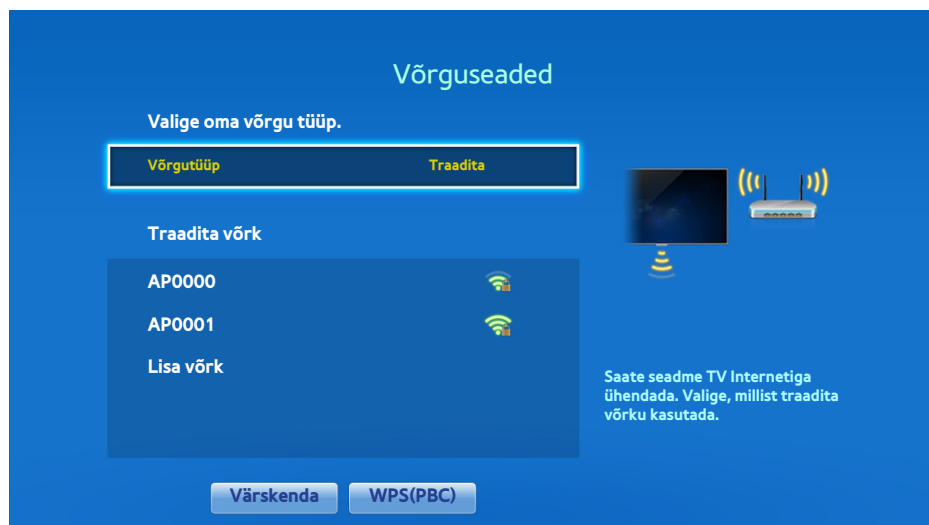 Võrguseaded
Valige oma võrgu tüüp.
Võrgutüüp Traadita
Traadita võrk
AP0000
AP0001
Lisa võrk
Saate seadme TV Internetiga
ühendada. Valige, millist traadita
võrku kasutada.
Värskenda WPS(PBC)